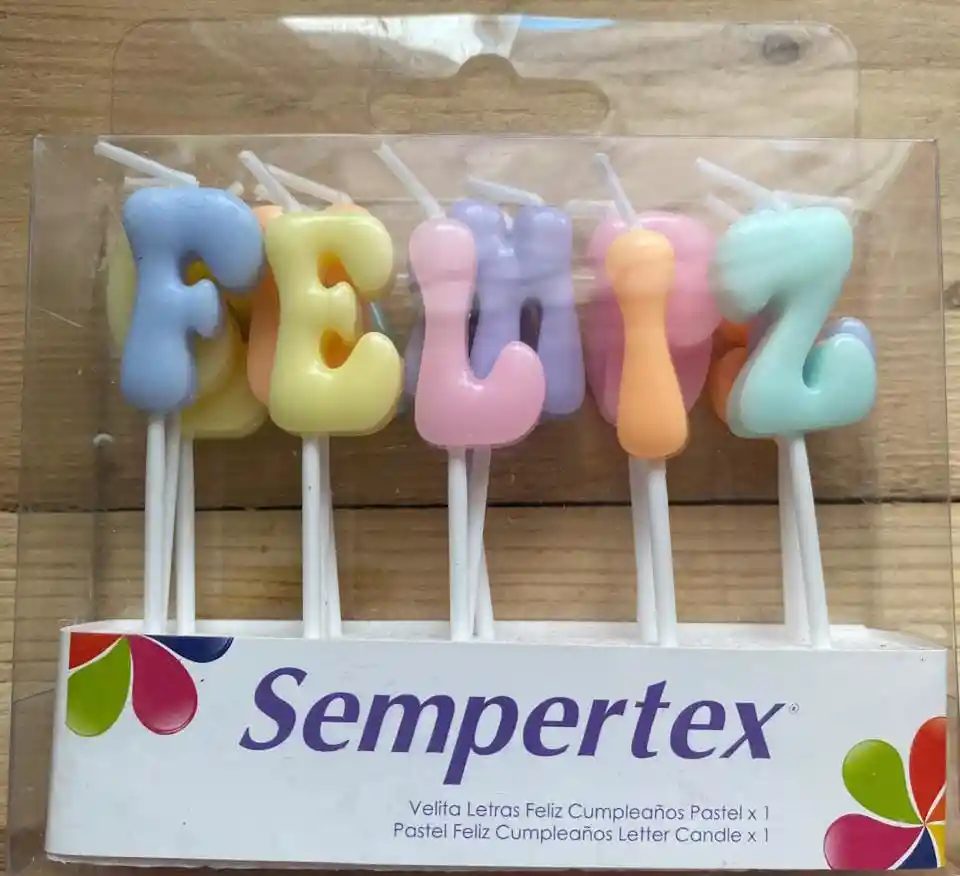 FELIZ
Sempertex
Velita Letras Feliz Cumpleaños Pastel x 1
Pastel Feliz Cumpleaños Letter Candle x 1